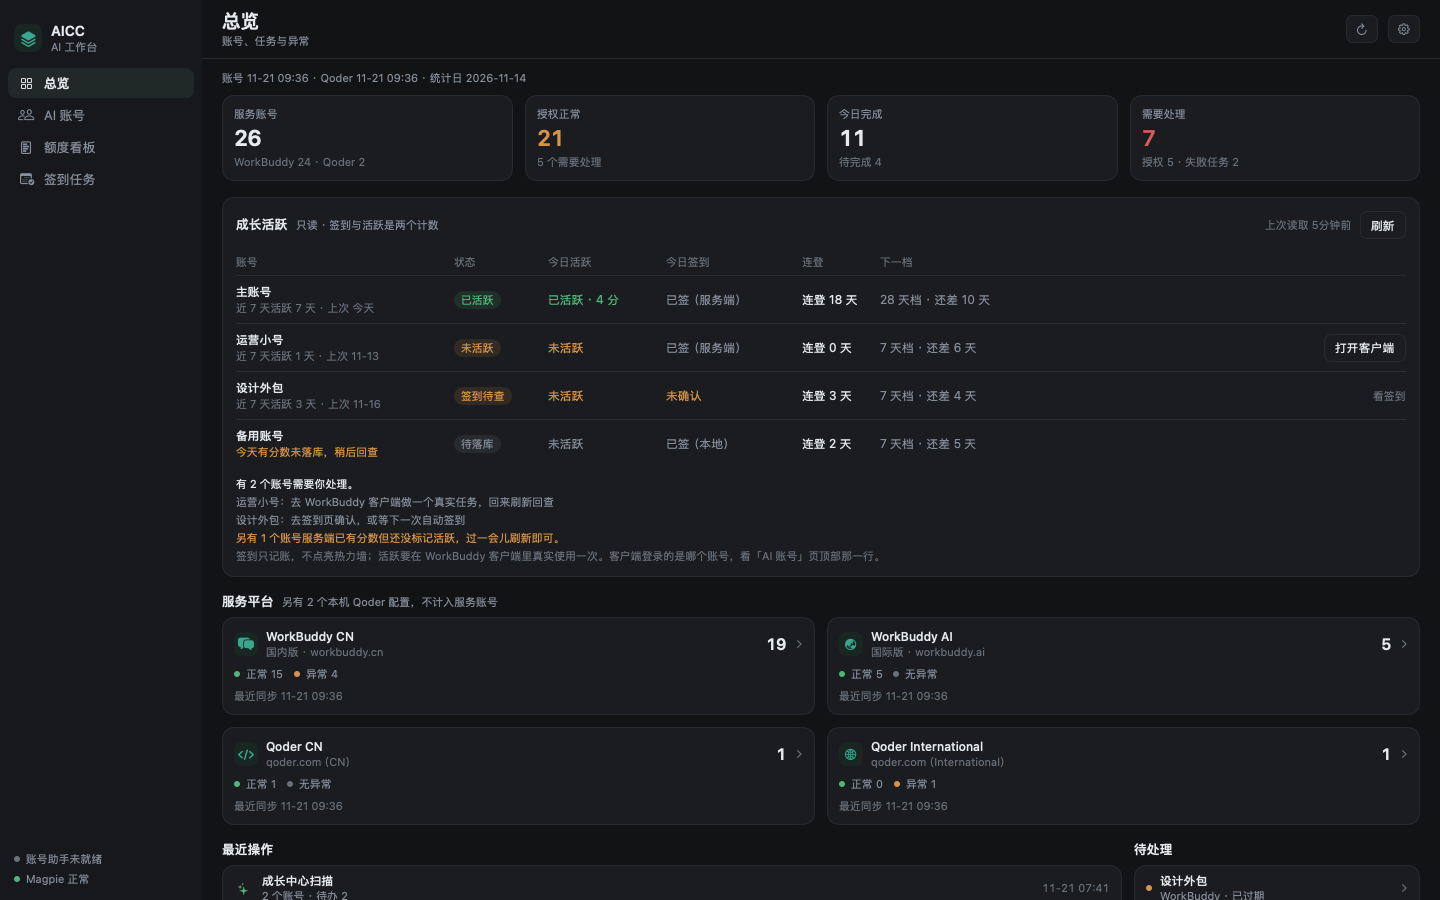 AICC
AI 工作台
总览
AI 账号
额度看板
签到任务
账号助手未就绪
Magpie 正常
总览
账号、任务与异常
账号 11-21 09:36 · Qoder 11-21 09:36 · 统计日 2026-11-14
服务账号
26
WorkBuddy 24 · Qoder 2
授权正常
21
5 个需要处理
今日完成
11
待完成 4
需要处理
7
授权 5 · 失败任务 2
成长活跃 只读 · 签到与活跃是两个计数
上次读取 5分钟前 刷新
账号 状态 今日活跃 今日签到 连登 下一档
主账号
近 7 天活跃 7 天 · 上次 今天
已活跃 已活跃 · 4 分 已签（服务端） 连登 18 天 28 天档 · 还差 10 天
运营小号
近 7 天活跃 1 天 · 上次 11-13
未活跃 未活跃 已签（服务端） 连登 0 天 7 天档 · 还差 6 天 打开客户端
设计外包
近 7 天活跃 3 天 · 上次 11-16
签到待查 未活跃 未确认 连登 3 天 7 天档 · 还差 4 天 看签到
备用账号
今天有分数未落库，稍后回查
待落库 未活跃 已签（本地） 连登 2 天 7 天档 · 还差 5 天
有 2 个账号需要你处理。
运营小号：去 WorkBuddy 客户端做一个真实任务，回来刷新回查
设计外包：去签到页确认，或等下一次自动签到
另有 1 个账号服务端已有分数但还没标记活跃，过一会儿刷新即可。
签到只记账，不点亮热力墙；活跃要在 WorkBuddy 客户端里真实使用一次。客户端登录的是哪个账号，看「AI 账号」页顶部那一行。
服务平台 另有 2 个本机 Qoder 配置，不计入服务账号
WorkBuddy CN
国内版 · workbuddy.cn
19
正常 15 异常 4
最近同步 11-21 09:36
WorkBuddy AI
国际版 · workbuddy.ai
5
正常 5 无异常
最近同步 11-21 09:36
Qoder CN
qoder.com (CN)
1
正常 1 无异常
最近同步 11-21 09:36
Qoder International
qoder.com (International)
1
正常 0 异常 1
最近同步 11-21 09:36
最近操作
成长中心扫描
2 个账号 · 待办 2
11-21 07:41
待处理
设计外包
WorkBuddy · 已过期